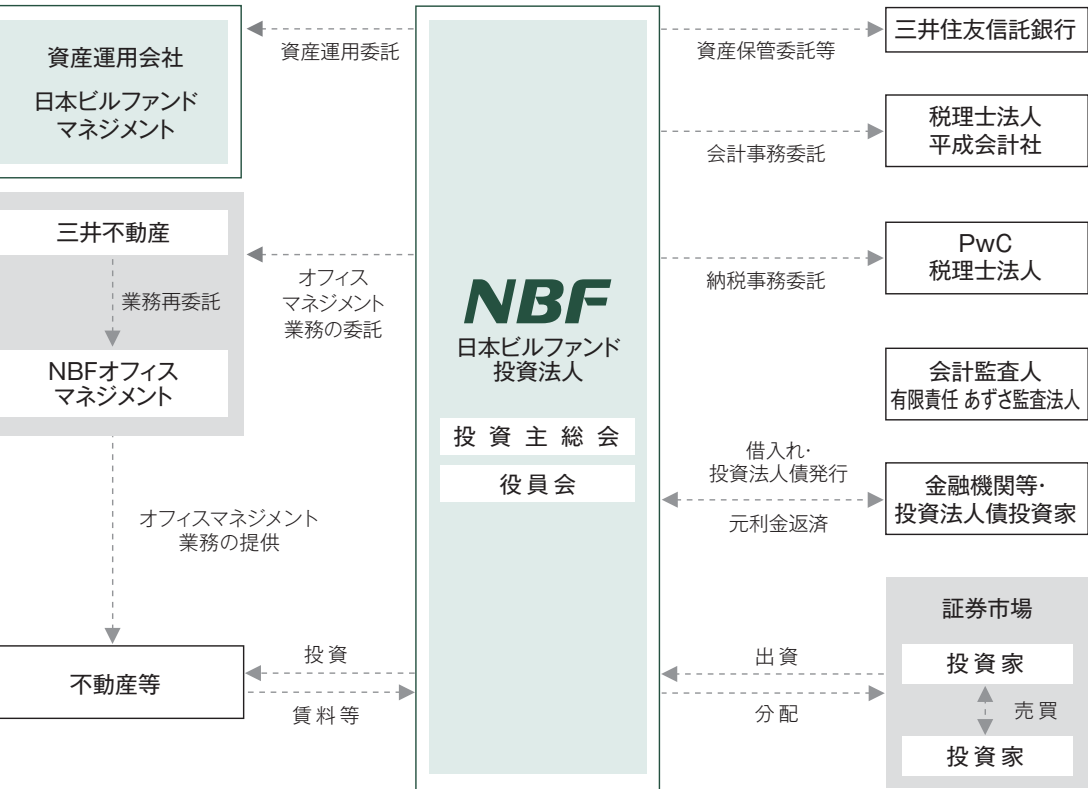 資産運用会社
日本ビルファンド
マネジメント
資産運用委託
三井不動産
業務再委託
NBFオフィス
マネジメント
オフィス
マネジメント
業務の委託
オフィスマネジメント
業務の提供
不動産等
投資
賃料等
NBF
日本ビルファンド
投資法人
投資主総会
役員会
資産保管委託等
三井住友信託銀行
会計事務委託
税理士法人
平成会計社
納税事務委託
PwC
税理士法人
会計監査人
有限責任 あずさ監査法人
借入れ・
投資法人債発行
元利金返済
金融機関等・
投資法人債投資家
出資
分配
証券市場
投資家
売買
投資家